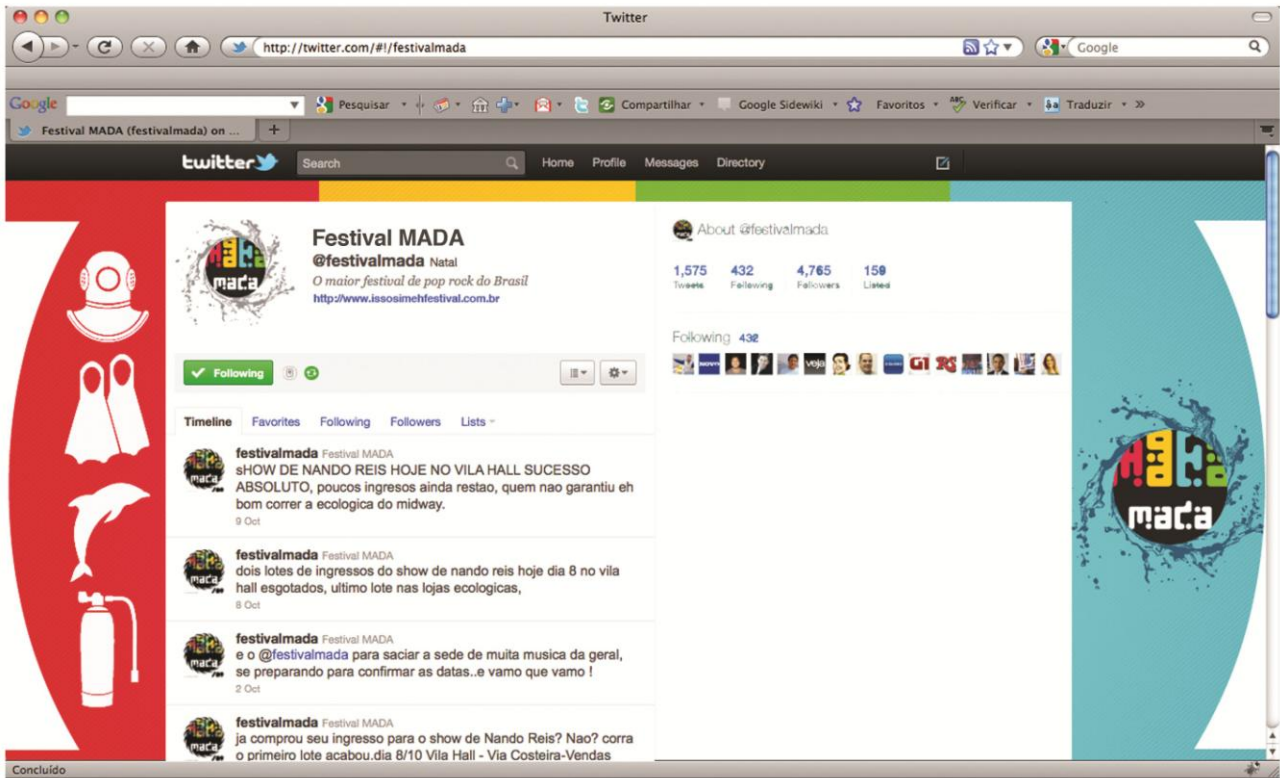 Twitter
http://twitter.com/#!/festivalmada
Google
Google
Pesquisar
Compartilhar
Google Sidewiki
Favoritos
Verificar
Traduzir
Festival MADA (festivalmada) on ...
twitter
Search
Home
Profile
Messages
Directory
mada
Festival MADA
@festivalmada Natal
O maior festival de pop rock do Brasil
http://www.issosimehfestival.com.br
About @festivalmada
1,575 432 4,765 159
Tweets Following Followers Listed
Following 432
NOVO
veja
G1
Following
Timeline Favorites Following Followers Lists
festivalmada Festival MADA
sHOW DE NANDO REIS HOJE NO VILA HALL SUCESSO
ABSOLUTO, poucos ingresos ainda restao, quem nao garantiu eh
bom correr a ecologica do midway.
9 Oct
festivalmada Festival MADA
dois lotes de ingressos do show de nando reis hoje dia 8 no vila
hall esgotados, ultimo lote nas lojas ecologicas,
8 Oct
festivalmada Festival MADA
e o @festivalmada para saciar a sede de muita musica da geral,
se preparando para confirmar as datas..e vamo que vamo !
2 Oct
festivalmada Festival MADA
ja comprou seu ingresso para o show de Nando Reis? Nao? corra
o primeiro lote acabou.dia 8/10 Vila Hall - Via Costeira-Vendas
mada
Concluído